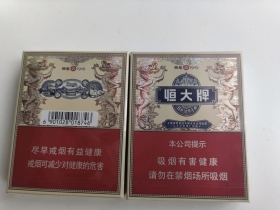 6901028018746
尽早戒烟有益健康
戒烟可减少对健康的危害
恒大牌
本公司提示
吸烟有害健康
请勿在禁烟场所吸烟